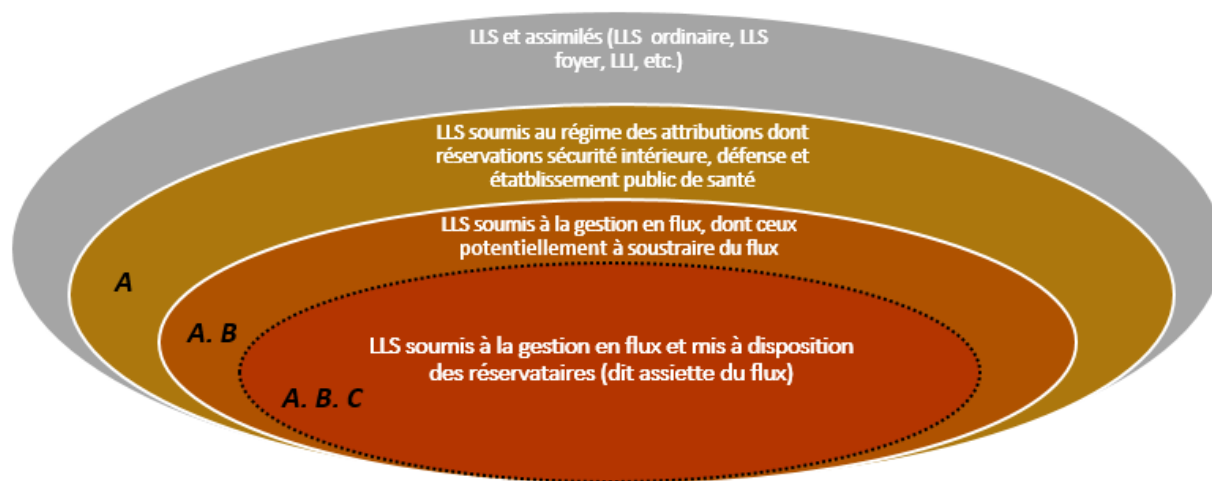 LLS et assimilés (LLS ordinaire, LLS
foyer, LLI, etc.)
LLS soumis au régime des attributions dont
réservations sécurité intérieure, défense et
étatblissement public de santé
LLS soumis à la gestion en flux, dont ceux
potentiellement à soustraire du flux
A
A. B
LLS soumis à la gestion en flux et mis à disposition
des réservataires (dit assiette du flux)
A. B. C